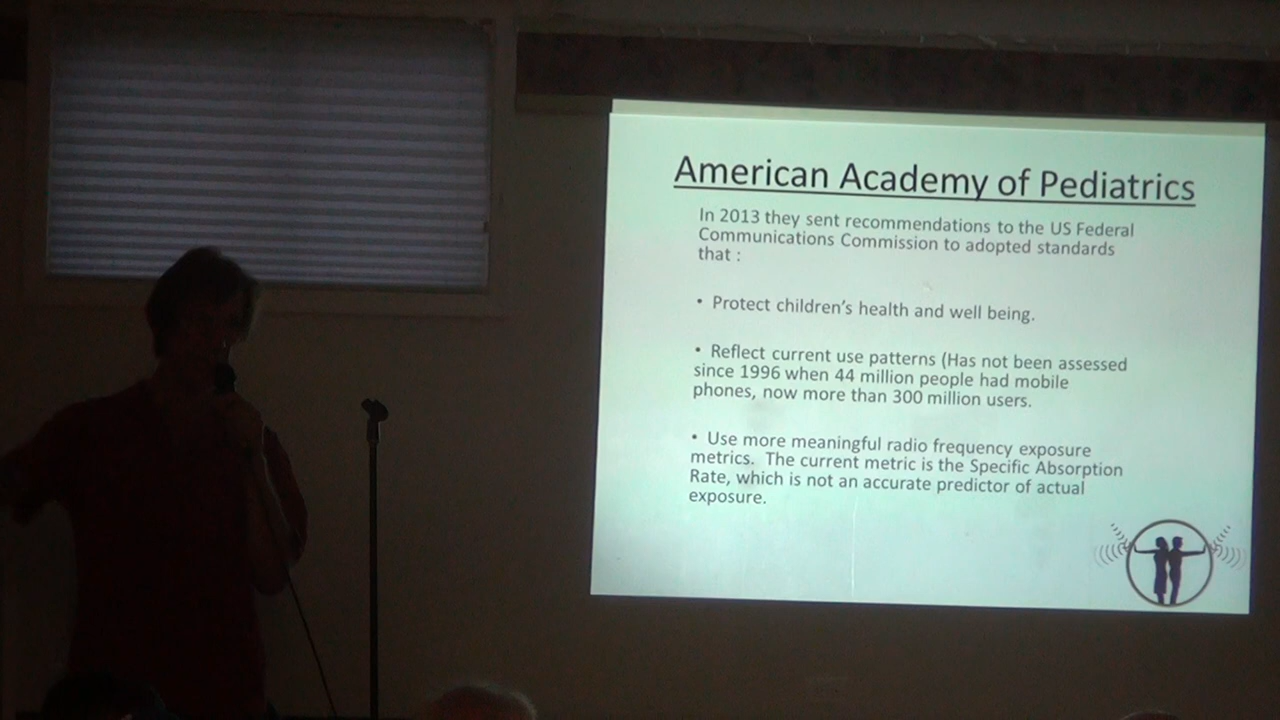 American Academy of Pediatrics
In 2013 they sent recommendations to the US Federal
Communications Commission to adopted standards
that :
• Protect children's health and well being.
• Reflect current use patterns (Has not been assessed
since 1996 when 44 million people had mobile
phones, now more than 300 million users.
• Use more meaningful radio frequency exposure
metrics. The current metric is the Specific Absorption
Rate, which is not an accurate predictor of actual
exposure.